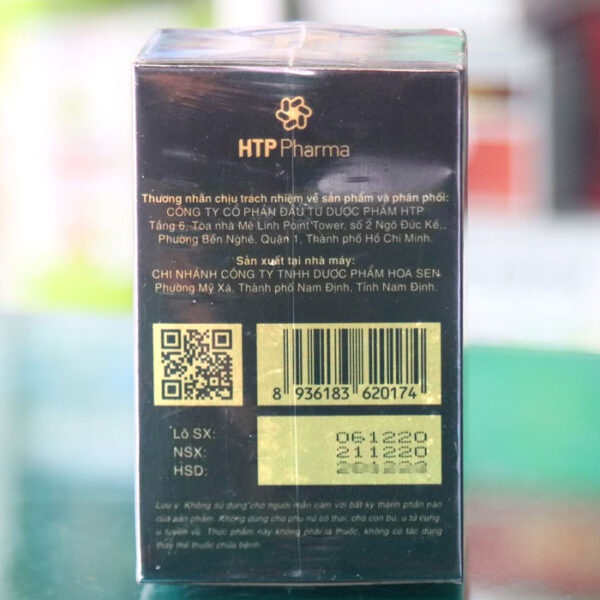 HTP Pharma
Thương nhân chịu trách nhiệm về sản phẩm và phân phối:
CÔNG TY CỔ PHẦN ĐẦU TƯ DƯỢC PHẨM HTP
Tầng 6, Tòa nhà Mê Linh Point Tower, số 2 Ngô Đức Kế,
Phường Bến Nghé, Quận 1, Thành phố Hồ Chí Minh.
Sản xuất tại nhà máy:
CHI NHÁNH CÔNG TY TNHH DƯỢC PHẨM HOA SEN
Phường Mỹ Xá, Thành phố Nam Định, Tỉnh Nam Định.
8 936183 620174
Lô SX: 061220
NSX: 211220
HSD:
Lưu ý: Không sử dụng cho người mẫn cảm với bất kỳ thành phần nào
của sản phẩm. Không dùng cho phụ nữ có thai, cho con bú, u tử cung,
u tuyến vú. Thực phẩm này không phải là thuốc, không có tác dụng
thay thế thuốc chữa bệnh.